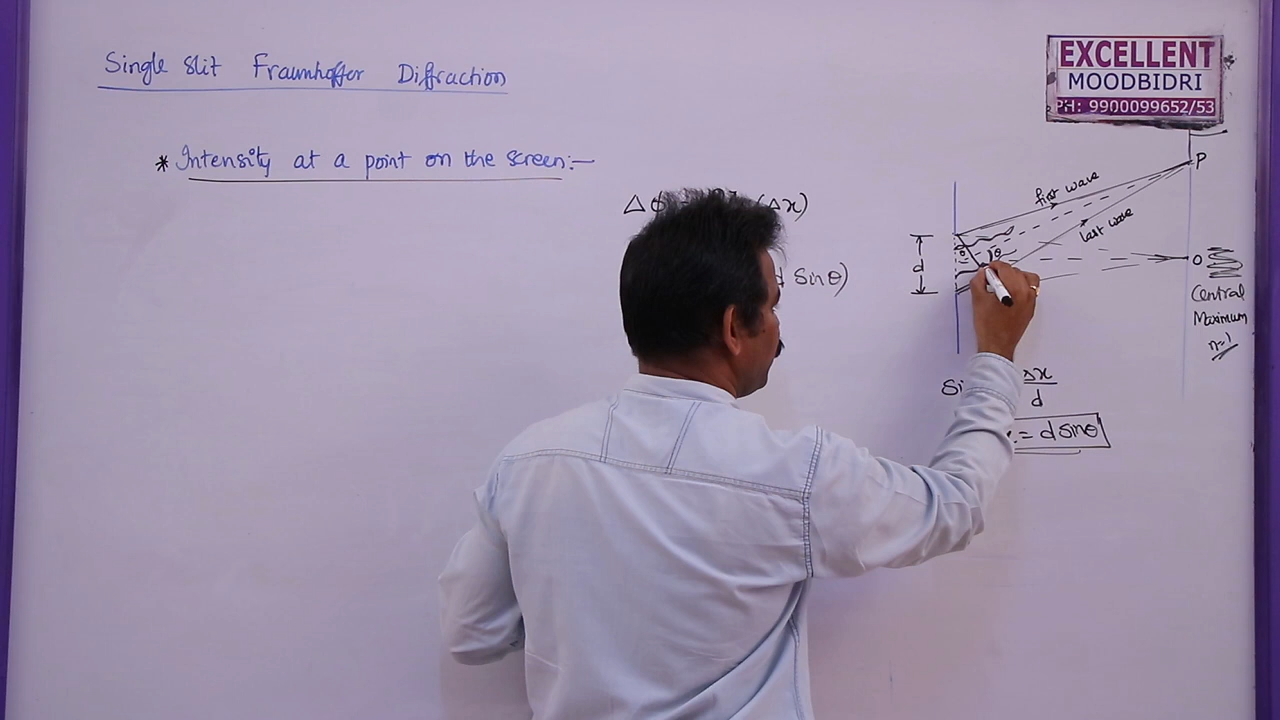 Single slit Fraunhoffer Diffraction
EXCELLENT
MOODBIDRI
PH: 9900099652/53
* Intensity at a point on the screen:-
Δφ (Δx)
d sinθ)
P
first wave
last wave
θ
θ
d
O
Central
Maximum
Δx
d
= d sinθ